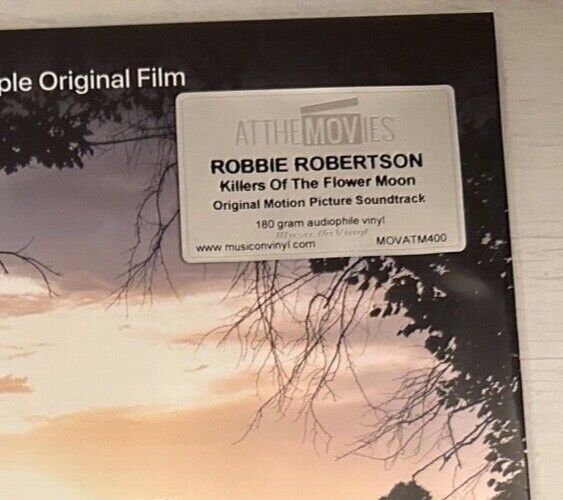 ple Original Film
ATTHEMOVIES
ROBBIE ROBERTSON
Killers Of The Flower Moon
Original Motion Picture Soundtrack
180 gram audiophile vinyl
MusicOnVinyl
www.musiconvinyl.com
MOVATM400